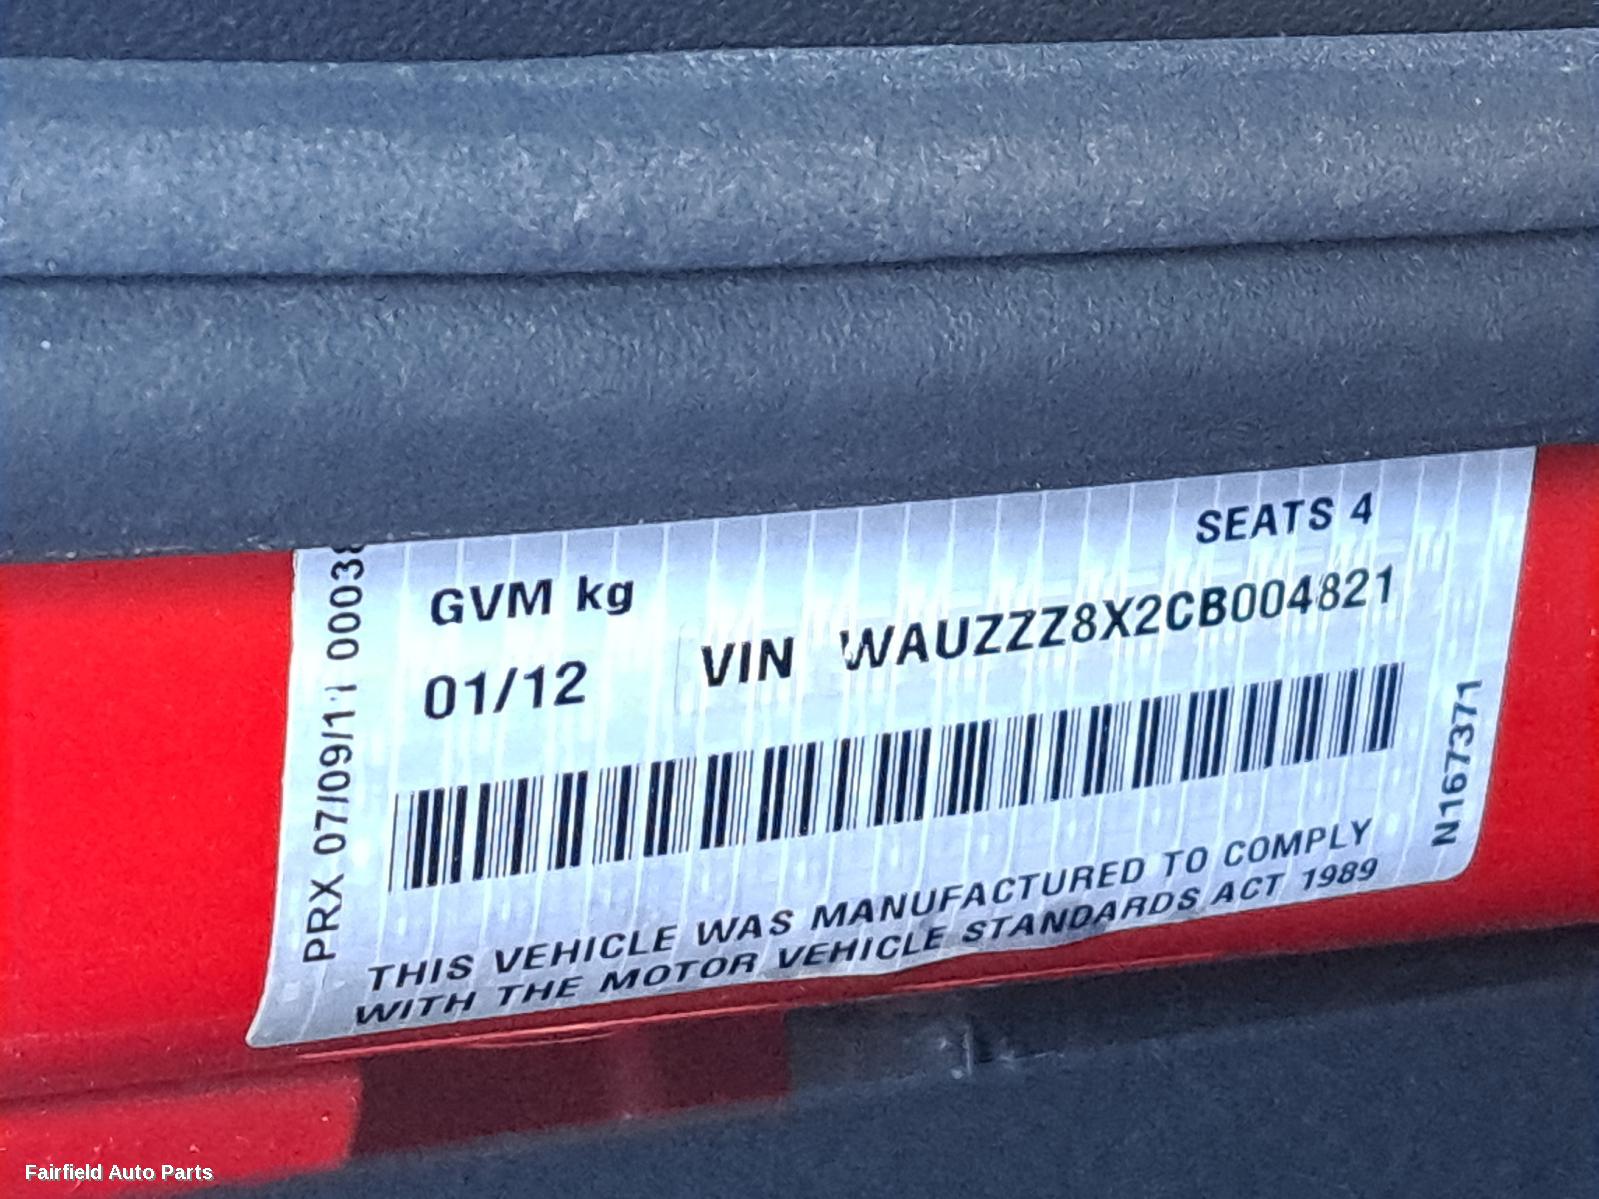 SEATS 4
GVM kg
01/12
VIN WAUZZZ8X2CB004821
PRX 07/09/11
N167371
THIS VEHICLE WAS MANUFACTURED TO COMPLY
WITH THE MOTOR VEHICLE STANDARDS ACT 1989
Fairfield Auto Parts